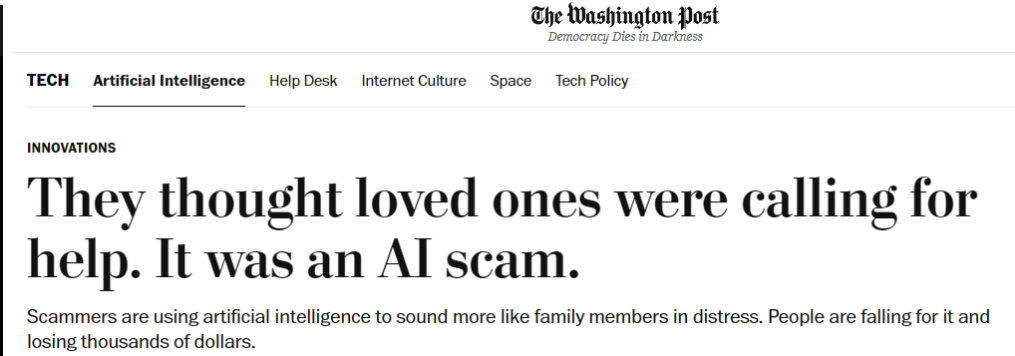 The Washington Post
Democracy Dies in Darkness
TECH Artificial Intelligence Help Desk Internet Culture Space Tech Policy
INNOVATIONS
They thought loved ones were calling for
help. It was an AI scam.
Scammers are using artificial intelligence to sound more like family members in distress. People are falling for it and
losing thousands of dollars.